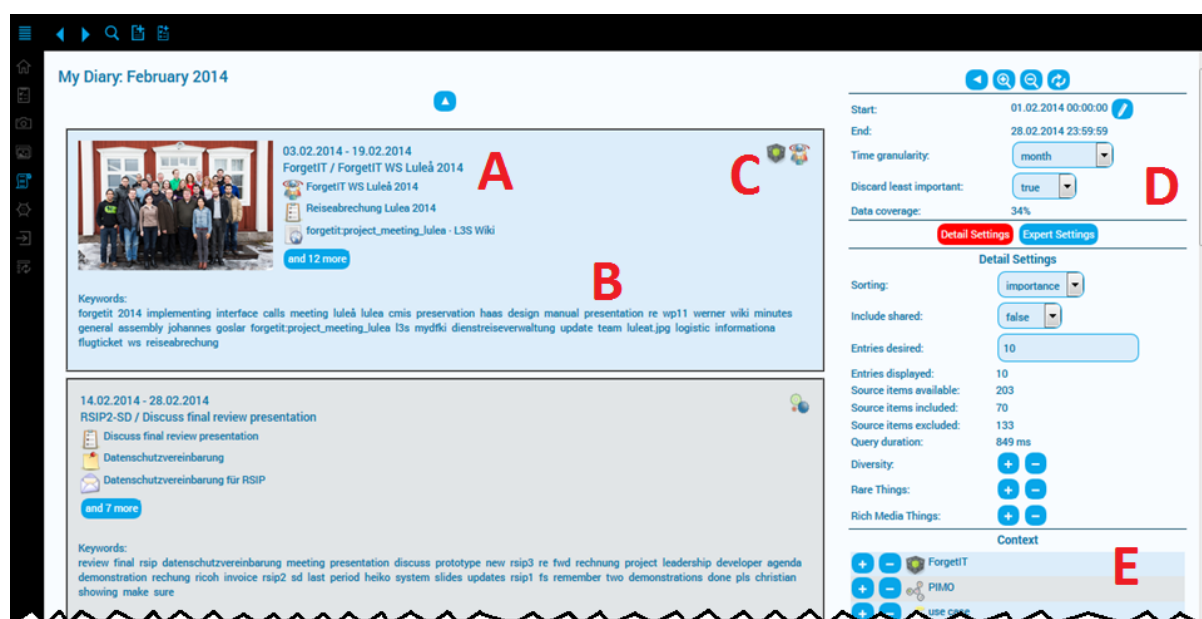 My Diary: February 2014
03.02.2014 - 19.02.2014
ForgetIT / ForgetIT WS Luleå 2014
A
C
ForgetIT WS Luleå 2014
Reiseabrechung Lulea 2014
forgetit:project_meeting_lulea - L3S Wiki
and 12 more
B
Keywords:
forgetit 2014 implementing interface calls meeting luleå lulea cmis preservation haas design manual presentation re wp11 werner wiki minutes
general assembly johannes goslar forgetit:project_meeting_lulea l3s mydfki dienstreiseverwaltung update team luleat.jpg logistic informationa
flugticket ws reiseabrechung
14.02.2014 - 28.02.2014
RSIP2-SD / Discuss final review presentation
Discuss final review presentation
Datenschutzvereinbarung
Datenschutzvereinbarung für RSIP
and 7 more
Keywords:
review final rsip datenschutzvereinbarung meeting presentation discuss prototype new rsip3 re fwd rechnung project leadership developer agenda
demonstration rechung ricoh invoice rsip2 sd last period heiko system slides updates rsip1 fs remember two demonstrations done pls christian
showing make sure
Start: 01.02.2014 00:00:00
End: 28.02.2014 23:59:59
Time granularity: month
Discard least important: true
D
Data coverage: 34%
Detail Settings Expert Settings
Detail Settings
Sorting: importance
Include shared: false
Entries desired: 10
Entries displayed: 10
Source items available: 203
Source items included: 70
Source items excluded: 133
Query duration: 849 ms
Diversity:
Rare Things:
Rich Media Things:
Context
ForgetIT
E
PIMO
use case